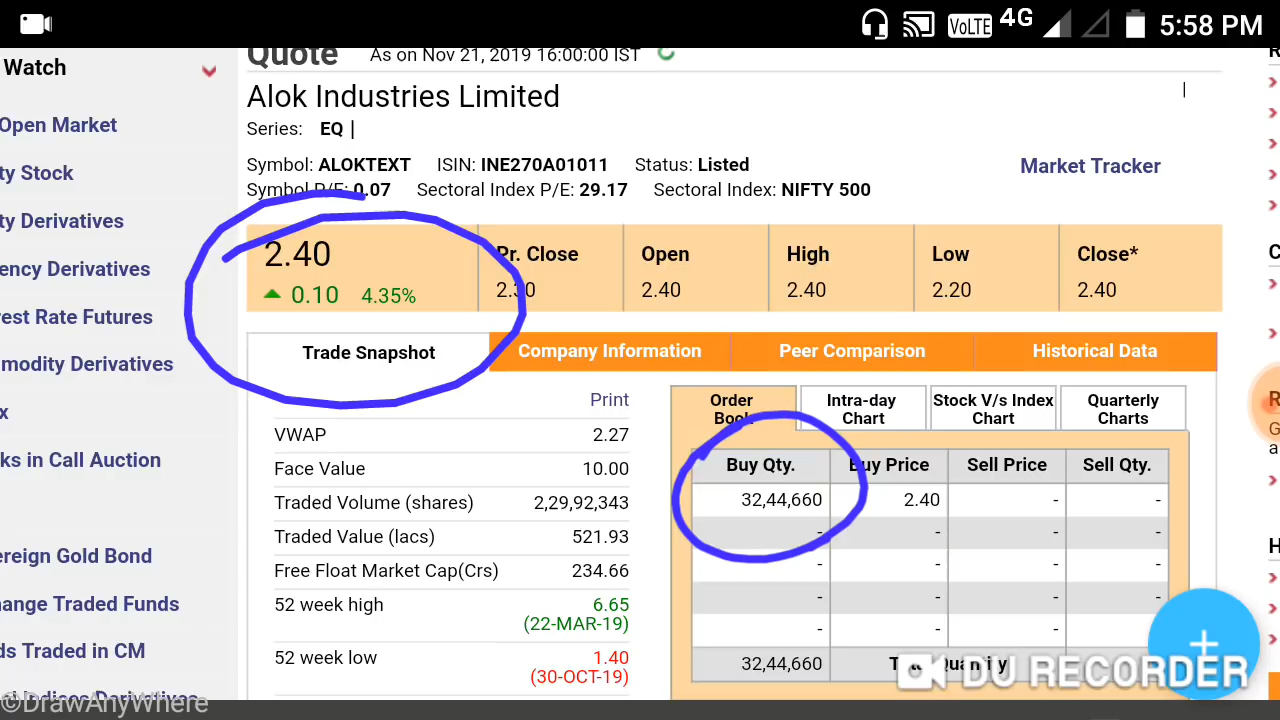 VoLTE 4G 5:58 PM
Quote As on Nov 21, 2019 16:00:00 IST
Watch
Alok Industries Limited
Open Market
Series: EQ |
Symbol: ALOKTEXT ISIN: INE270A01011 Status: Listed
Market Tracker
ty Stock
Symbol P/E: 0.07 Sectoral Index P/E: 29.17 Sectoral Index: NIFTY 500
ty Derivatives
ency Derivatives
est Rate Futures
modity Derivatives
x
ks in Call Auction
ereign Gold Bond
ange Traded Funds
ds Traded in CM
d Indices Derivatives
2.40 Pr. Close Open High Low Close*
0.10 4.35% 2.30 2.40 2.40 2.20 2.40
Trade Snapshot Company Information Peer Comparison Historical Data
Print
VWAP 2.27
Face Value 10.00
Traded Volume (shares) 2,29,92,343
Traded Value (lacs) 521.93
Free Float Market Cap(Crs) 234.66
52 week high 6.65
(22-MAR-19)
52 week low 1.40
(30-OCT-19)
Order Book Intra-day Chart Stock V/s Index Chart Quarterly Charts
Buy Qty. Buy Price Sell Price Sell Qty.
32,44,660 2.40 - -
- - - -
- - - -
- - - -
- - -
32,44,660 Total Quantity
DU RECORDER
©DrawAnyWhere